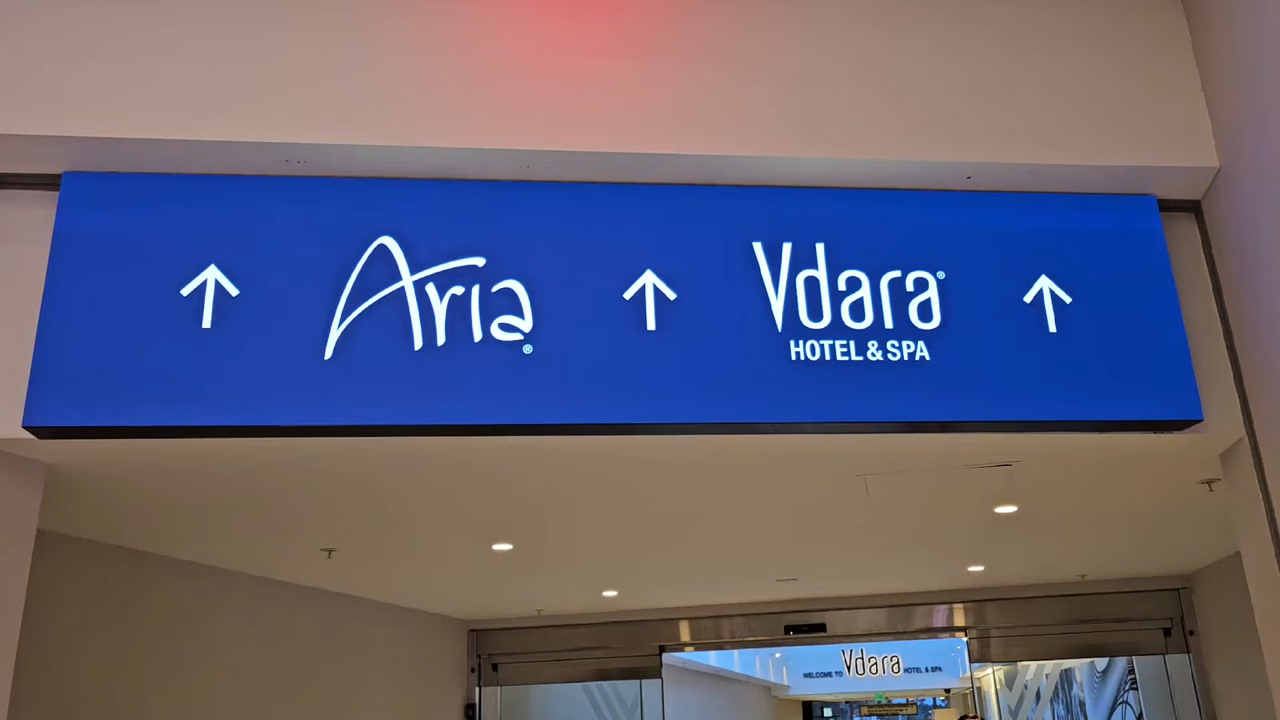 ↑ Aria® ↑ Vdara® ↑
HOTEL & SPA
WELCOME TO Vdara HOTEL & SPA